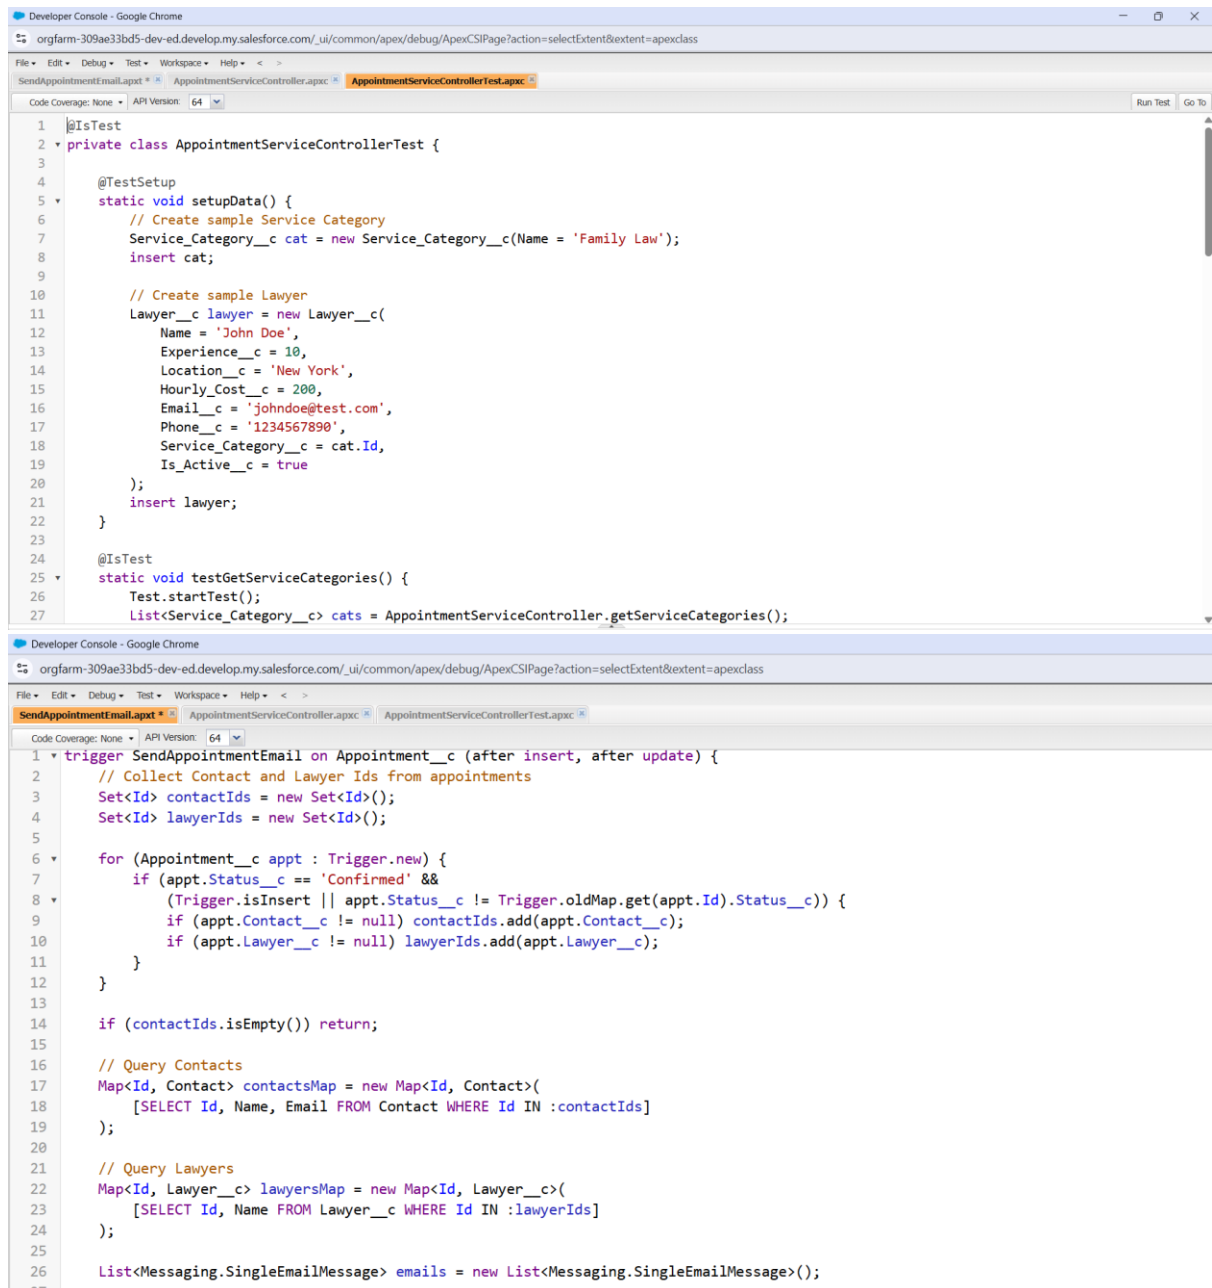 Developer Console - Google Chrome
orgfarm-309ae33bd5-dev-ed.develop.my.salesforce.com/_ui/common/apex/debug/ApexCSIPage?action=selectExtent&extent=apexclass
File Edit Debug Test Workspace Help < >
SendAppointmentEmail.apxt * AppointmentServiceController.apxc AppointmentServiceControllerTest.apxc
Code Coverage: None API Version: 64 Run Test Go To
1 @IsTest
2 private class AppointmentServiceControllerTest {
3
4 @TestSetup
5 static void setupData() {
6 // Create sample Service Category
7 Service_Category__c cat = new Service_Category__c(Name = 'Family Law');
8 insert cat;
9
10 // Create sample Lawyer
11 Lawyer__c lawyer = new Lawyer__c(
12 Name = 'John Doe',
13 Experience__c = 10,
14 Location__c = 'New York',
15 Hourly_Cost__c = 200,
16 Email__c = 'johndoe@test.com',
17 Phone__c = '1234567890',
18 Service_Category__c = cat.Id,
19 Is_Active__c = true
20 );
21 insert lawyer;
22 }
23
24 @IsTest
25 static void testGetServiceCategories() {
26 Test.startTest();
27 List<Service_Category__c> cats = AppointmentServiceController.getServiceCategories();
Developer Console - Google Chrome
orgfarm-309ae33bd5-dev-ed.develop.my.salesforce.com/_ui/common/apex/debug/ApexCSIPage?action=selectExtent&extent=apexclass
File Edit Debug Test Workspace Help < >
SendAppointmentEmail.apxt * AppointmentServiceController.apxc AppointmentServiceControllerTest.apxc
Code Coverage: None API Version: 64
1 trigger SendAppointmentEmail on Appointment__c (after insert, after update) {
2 // Collect Contact and Lawyer Ids from appointments
3 Set<Id> contactIds = new Set<Id>();
4 Set<Id> lawyerIds = new Set<Id>();
5
6 for (Appointment__c appt : Trigger.new) {
7 if (appt.Status__c == 'Confirmed' &&
8 (Trigger.isInsert || appt.Status__c != Trigger.oldMap.get(appt.Id).Status__c)) {
9 if (appt.Contact__c != null) contactIds.add(appt.Contact__c);
10 if (appt.Lawyer__c != null) lawyerIds.add(appt.Lawyer__c);
11 }
12 }
13
14 if (contactIds.isEmpty()) return;
15
16 // Query Contacts
17 Map<Id, Contact> contactsMap = new Map<Id, Contact>(
18 [SELECT Id, Name, Email FROM Contact WHERE Id IN :contactIds]
19 );
20
21 // Query Lawyers
22 Map<Id, Lawyer__c> lawyersMap = new Map<Id, Lawyer__c>(
23 [SELECT Id, Name FROM Lawyer__c WHERE Id IN :lawyerIds]
24 );
25
26 List<Messaging.SingleEmailMessage> emails = new List<Messaging.SingleEmailMessage>();